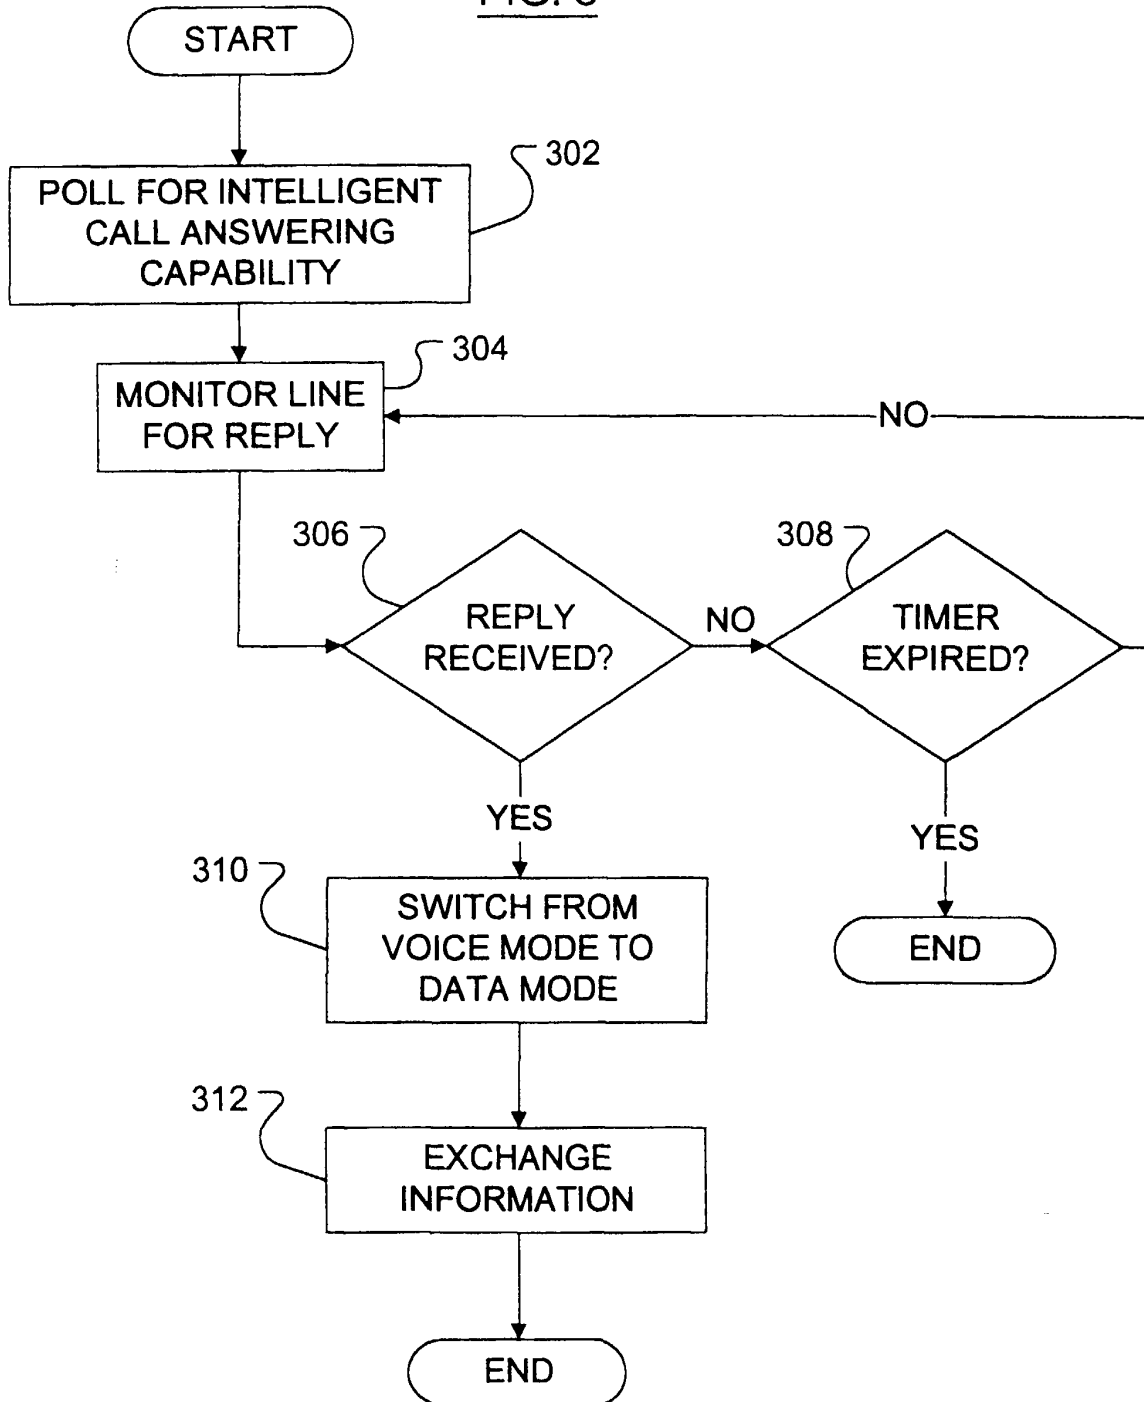 START
302
POLL FOR INTELLIGENT
CALL ANSWERING
CAPABILITY
304
MONITOR LINE
FOR REPLY
NO
306
REPLY
RECEIVED?
NO
308
TIMER
EXPIRED?
YES
YES
310
SWITCH FROM
VOICE MODE TO
DATA MODE
END
312
EXCHANGE
INFORMATION
END